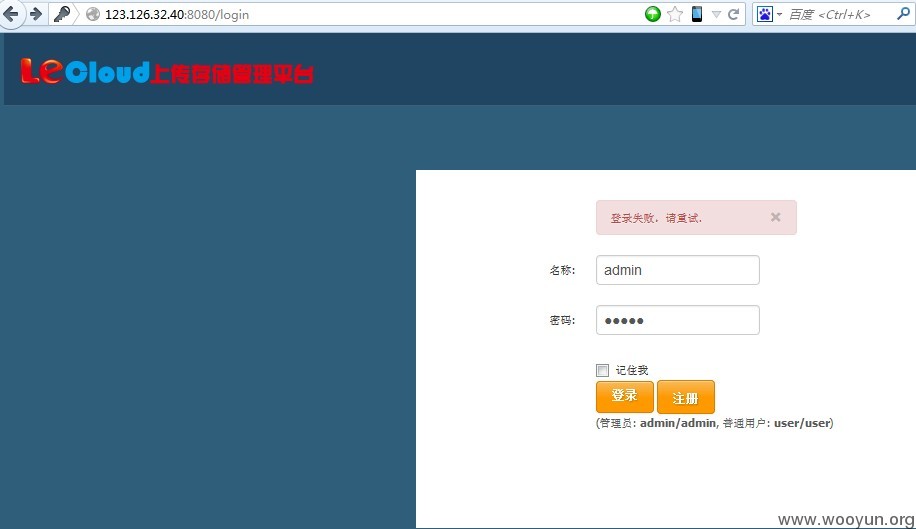 123.126.32.40:8080/login
百度 <Ctrl+K>
LeCloud上传存储管理平台
登录失败，请重试. ×
名称: admin
密码: ●●●●●
记住我
登录 注册
(管理员: admin/admin, 普通用户: user/user)
www.wooyun.org